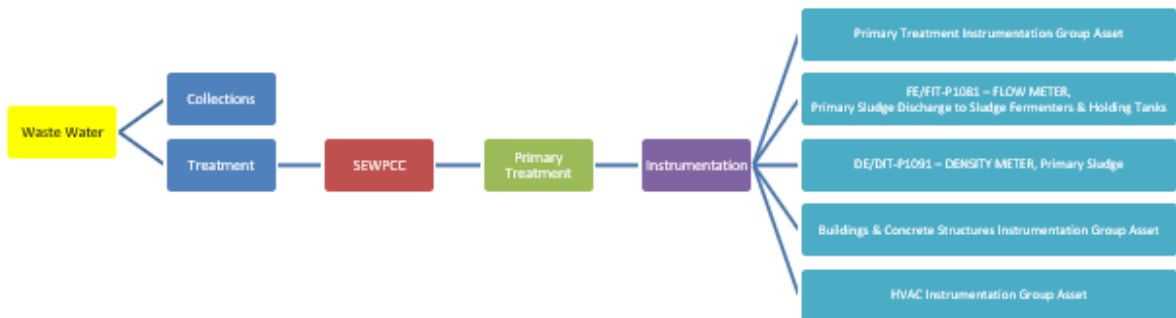 Waste Water
Collections
Treatment
SEWPCC
Primary
Treatment
Instrumentation
Primary Treatment Instrumentation Group Asset
FE/FIT-P1081 – FLOW METER,
Primary Sludge Discharge to Sludge Fermenters & Holding Tanks
DE/DIT-P1091 – DENSITY METER, Primary Sludge
Buildings & Concrete Structures Instrumentation Group Asset
HVAC Instrumentation Group Asset